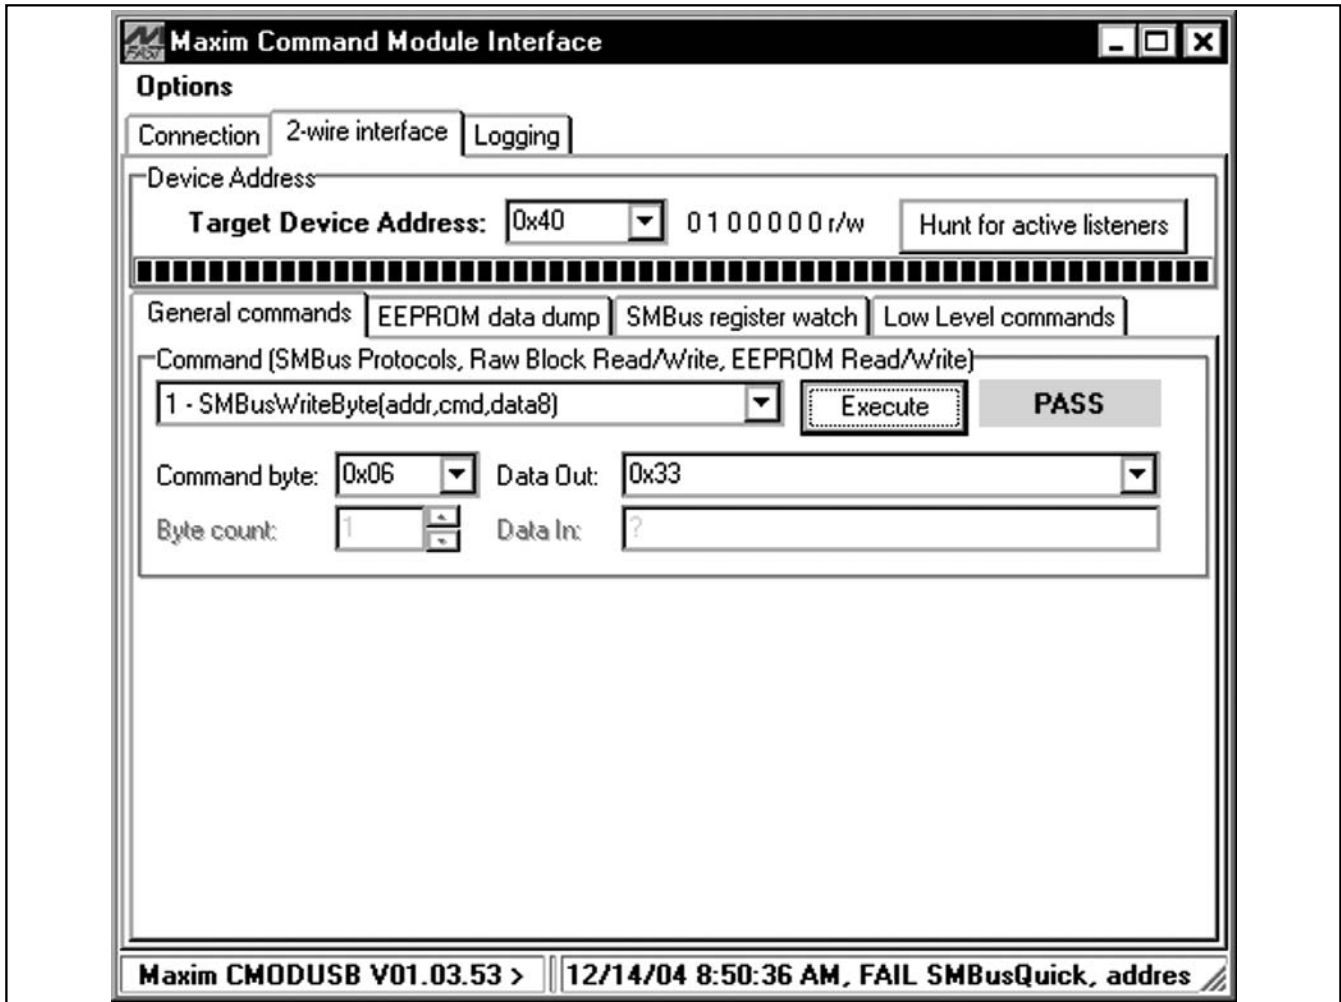 FAST Maxim Command Module Interface
Options
Connection 2-wire interface Logging
Device Address
Target Device Address: 0x40 0 1 0 0 0 0 0 r/w Hunt for active listeners
General commands EEPROM data dump SMBus register watch Low Level commands
Command (SMBus Protocols, Raw Block Read/Write, EEPROM Read/Write)
1 - SMBusWriteByte(addr,cmd,data8) Execute PASS
Command byte: 0x06 Data Out: 0x33
Byte count: 1 Data In: ?
Maxim CMODUSB V01.03.53 > 12/14/04 8:50:36 AM, FAIL SMBusQuick, addres